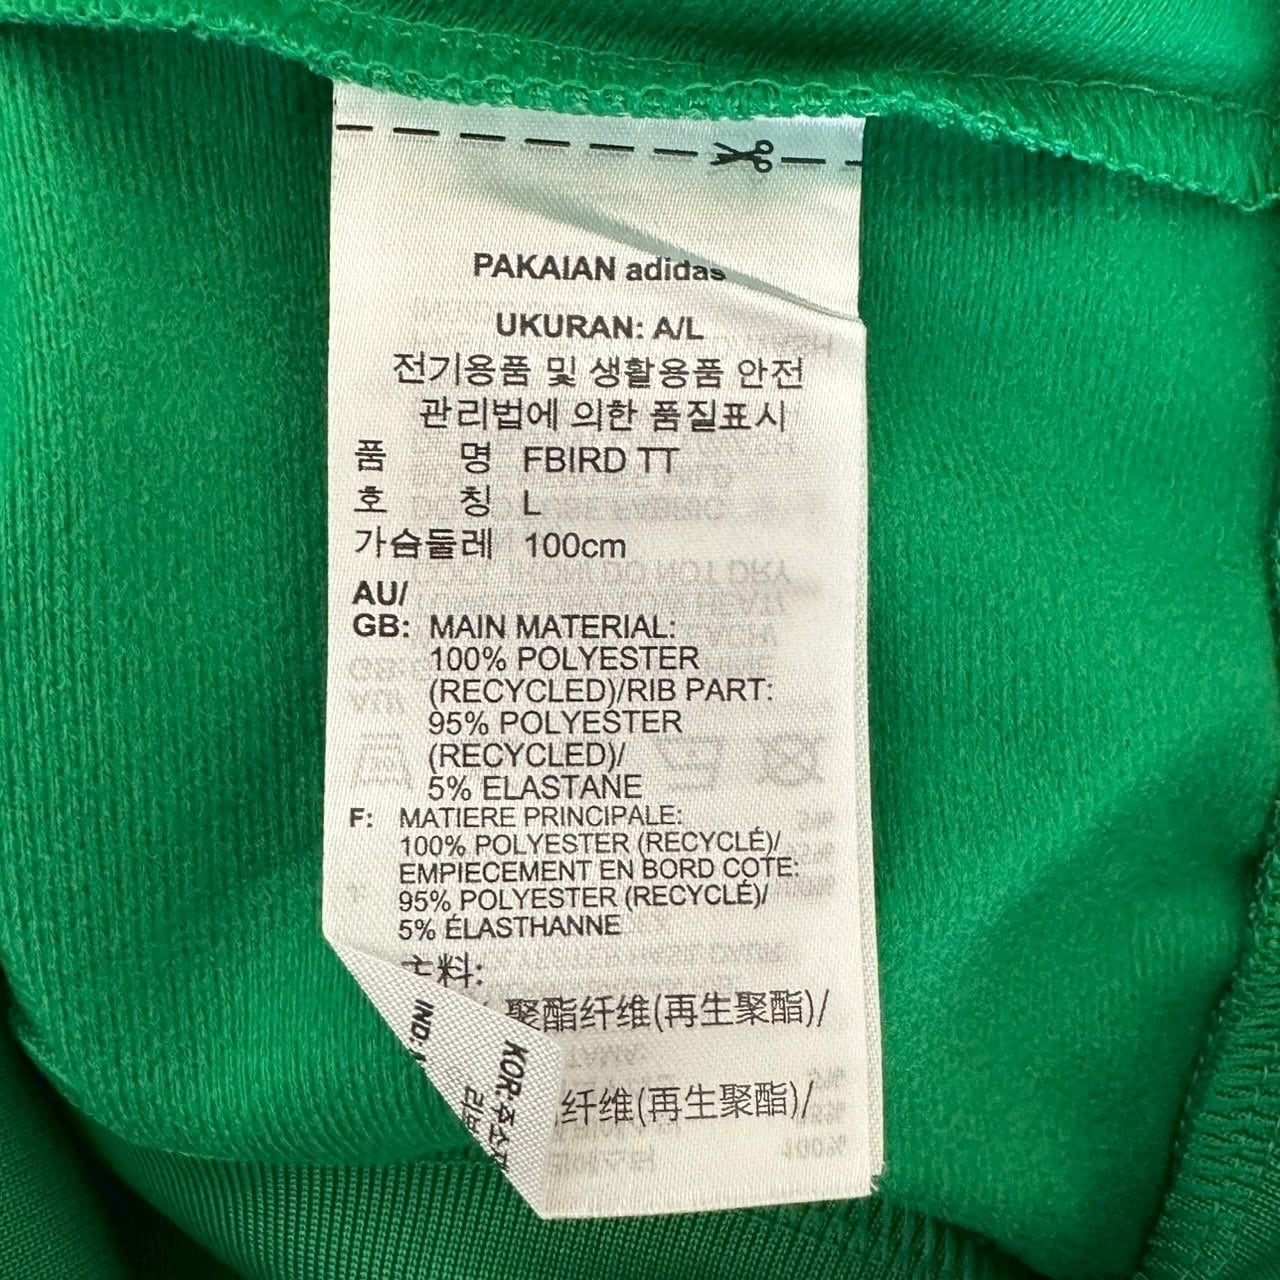 PAKAIAN adidas
UKURAN: A/L
전기용품 및 생활용품 안전
관리법에 의한 품질표시
품 명 FBIRD TT
호 칭 L
가슴둘레 100cm
AU/
GB: MAIN MATERIAL:
100% POLYESTER
(RECYCLED)/RIB PART:
95% POLYESTER
(RECYCLED)/
5% ELASTANE
F: MATIERE PRINCIPALE:
100% POLYESTER (RECYCLÉ)/
EMPIECEMENT EN BORD COTE:
95% POLYESTER (RECYCLÉ)/
5% ÉLASTHANNE
主料:
聚酯纤维(再生聚酯)/
纤维(再生聚酯)/
IND:
KOR: